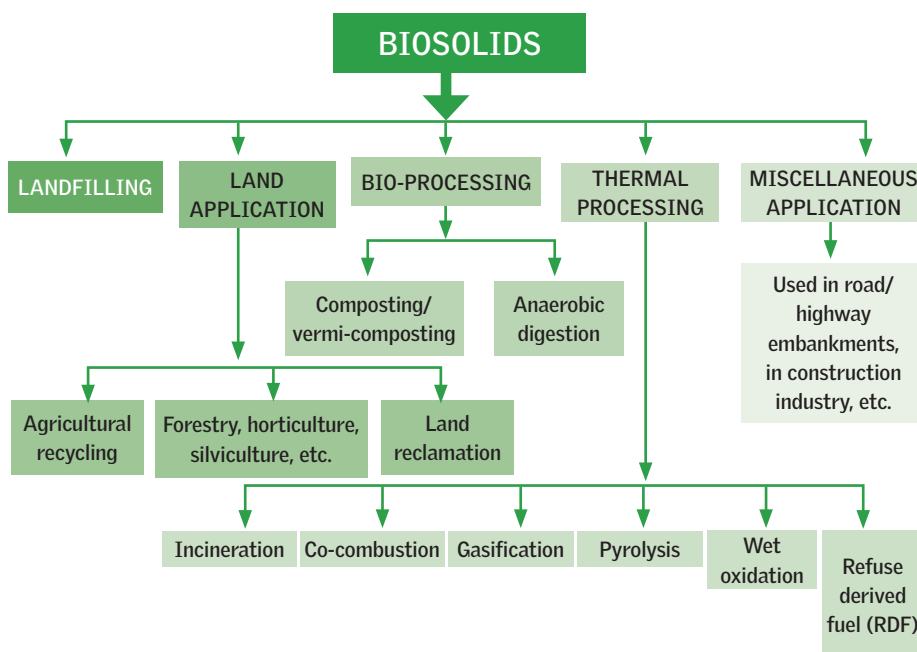 BIOSOLIDS
LANDFILLING
LAND
APPLICATION
BIO-PROCESSING
THERMAL
PROCESSING
MISCELLANEOUS
APPLICATION
Composting/
vermi-composting
Anaerobic
digestion
Used in road/
highway
embankments,
in construction
industry, etc.
Agricultural
recycling
Forestry, horticulture,
silviculture, etc.
Land
reclamation
Incineration
Co-combustion
Gasification
Pyrolysis
Wet
oxidation
Refuse
derived
fuel (RDF)